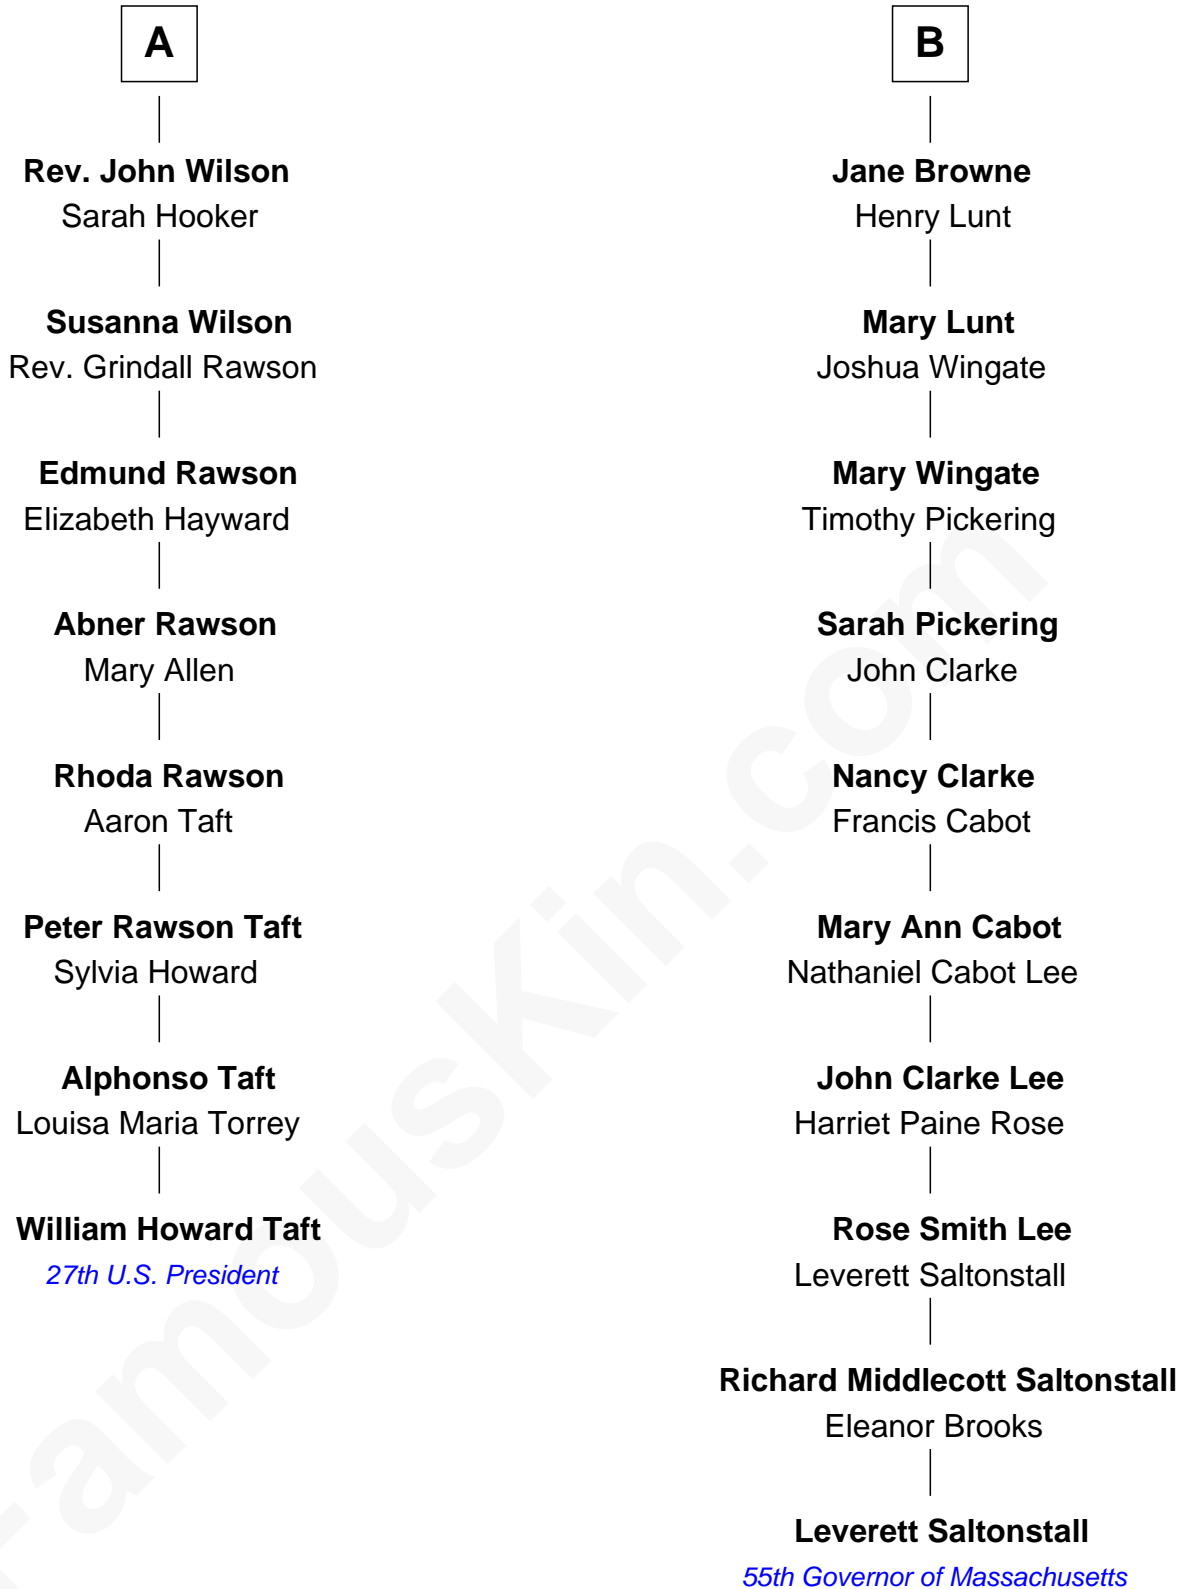 A
Rev. John Wilson
Sarah Hooker
Susanna Wilson
Rev. Grindall Rawson
Edmund Rawson
Elizabeth Hayward
Abner Rawson
Mary Allen
Rhoda Rawson
Aaron Taft
Peter Rawson Taft
Sylvia Howard
Alphonso Taft
Louisa Maria Torrey
William Howard Taft
27th U.S. President
B
Jane Browne
Henry Lunt
Mary Lunt
Joshua Wingate
Mary Wingate
Timothy Pickering
Sarah Pickering
John Clarke
Nancy Clarke
Francis Cabot
Mary Ann Cabot
Nathaniel Cabot Lee
John Clarke Lee
Harriet Paine Rose
Rose Smith Lee
Leverett Saltonstall
Richard Middlecott Saltonstall
Eleanor Brooks
Leverett Saltonstall
55th Governor of Massachusetts
FamousKin.com